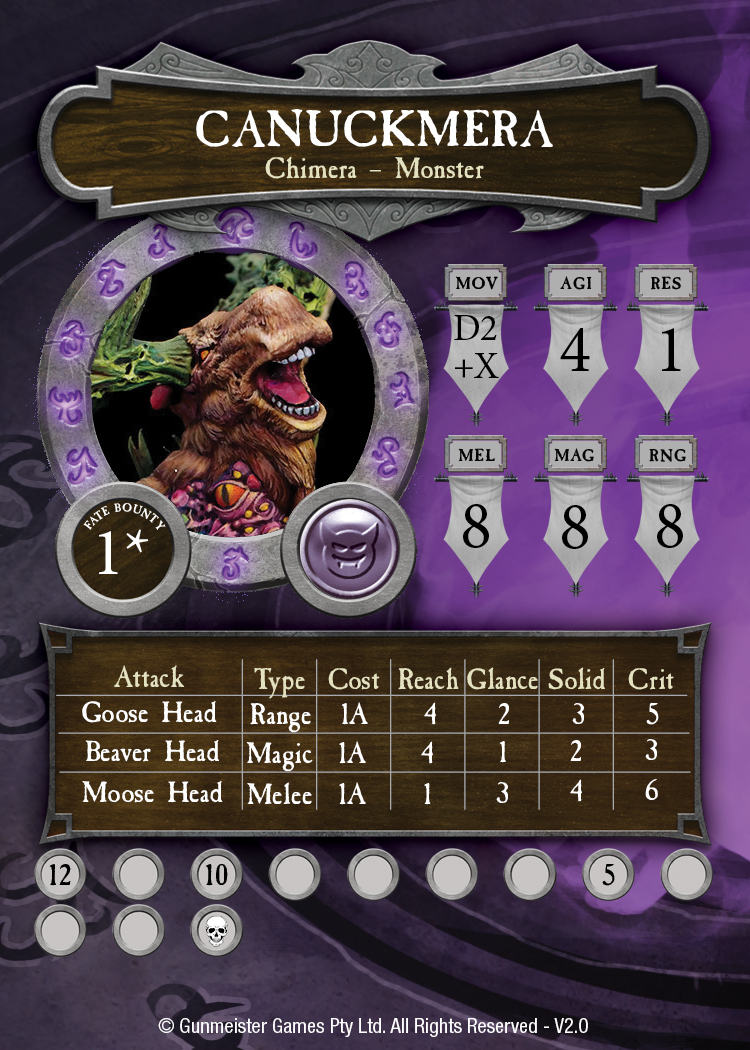 CANUCKMERA
Chimera – Monster
MOV AGI RES
D2
+X
4 1
MEL MAG RNG
8 8 8
FATE BOUNTY
1*
Attack Type Cost Reach Glance Solid Crit
Goose Head Range 1A 4 2 3 5
Beaver Head Magic 1A 4 1 2 3
Moose Head Melee 1A 1 3 4 6
12 10 5
© Gunmeister Games Pty Ltd. All Rights Reserved - V2.0